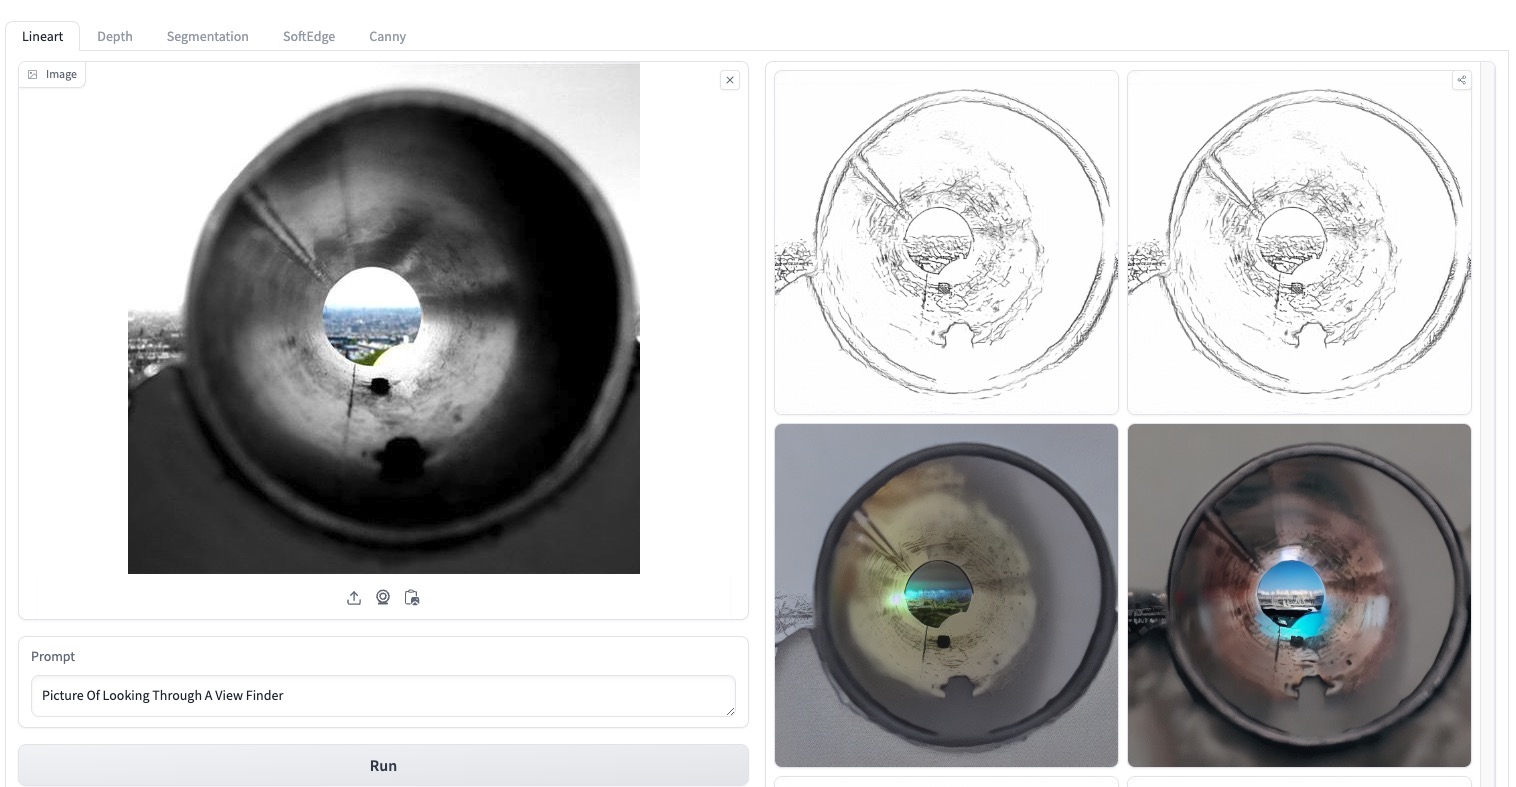 Lineart Depth Segmentation SoftEdge Canny
Image
Prompt
Picture Of Looking Through A View Finder
Run